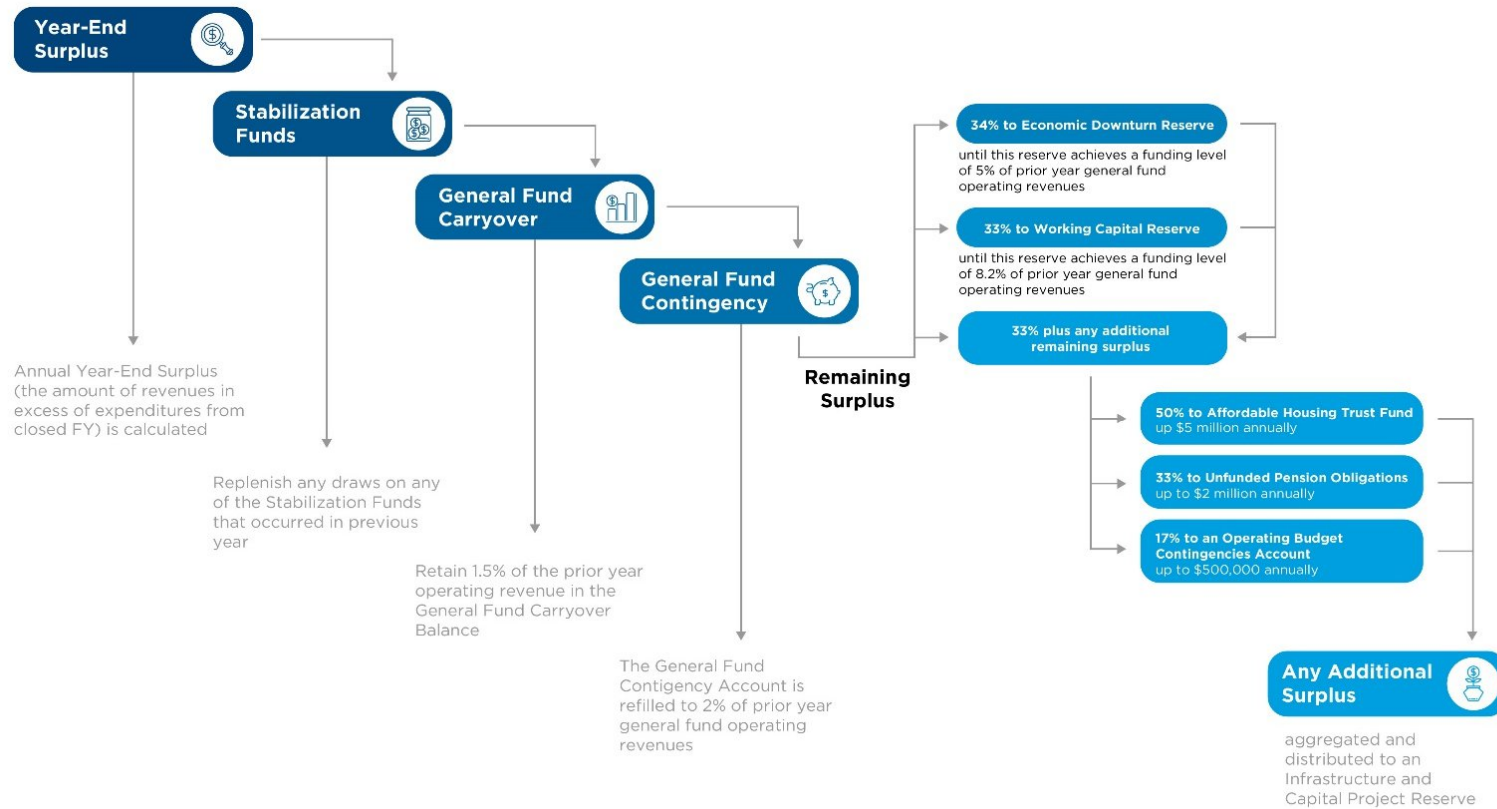 Year-End
Surplus
Annual Year-End Surplus
(the amount of revenues in
excess of expenditures from
closed FY) is calculated
Stabilization
Funds
Replenish any draws on any
of the Stabilization Funds
that occurred in previous
year
General Fund
Carryover
Retain 1.5% of the prior year
operating revenue in the
General Fund Carryover
Balance
General Fund
Contingency
The General Fund
Contigency Account is
refilled to 2% of prior year
general fund operating
revenues
Remaining
Surplus
34% to Economic Downturn Reserve
until this reserve achieves a funding level
of 5% of prior year general fund
operating revenues
33% to Working Capital Reserve
until this reserve achieves a funding level
of 8.2% of prior year general fund
operating revenues
33% plus any additional
remaining surplus
50% to Affordable Housing Trust Fund
up $5 million annually
33% to Unfunded Pension Obligations
up to $2 million annually
17% to an Operating Budget
Contingencies Account
up to $500,000 annually
Any Additional
Surplus
aggregated and
distributed to an
Infrastructure and
Capital Project Reserve